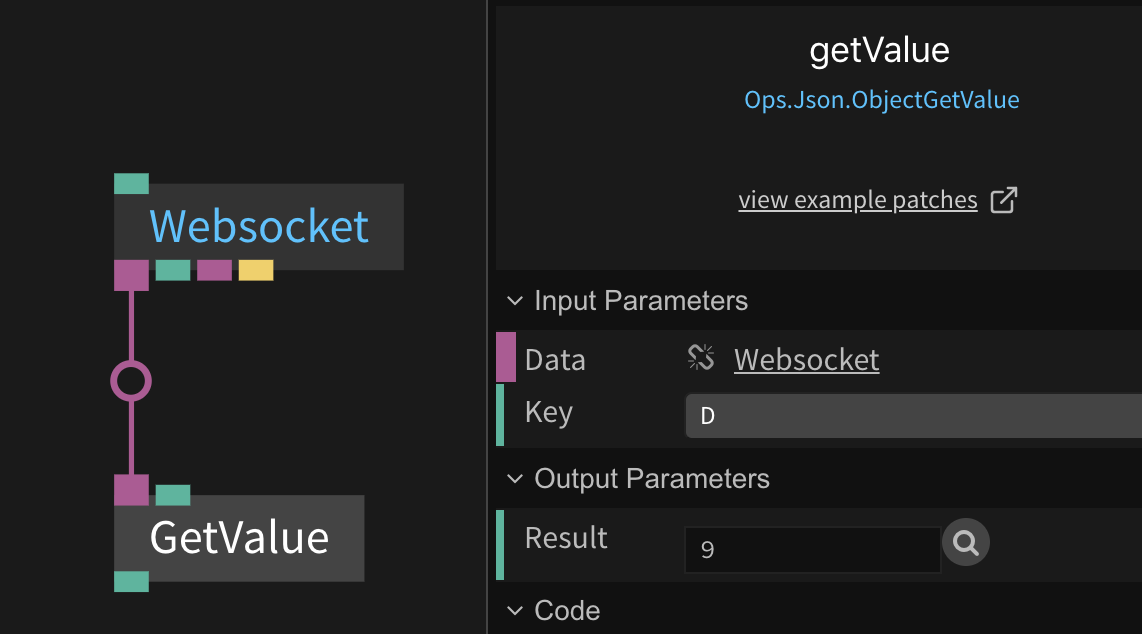 Websocket
GetValue
getValue
Ops.Json.ObjectGetValue
view example patches
Input Parameters
Data Websocket
Key D
Output Parameters
Result 9
Code